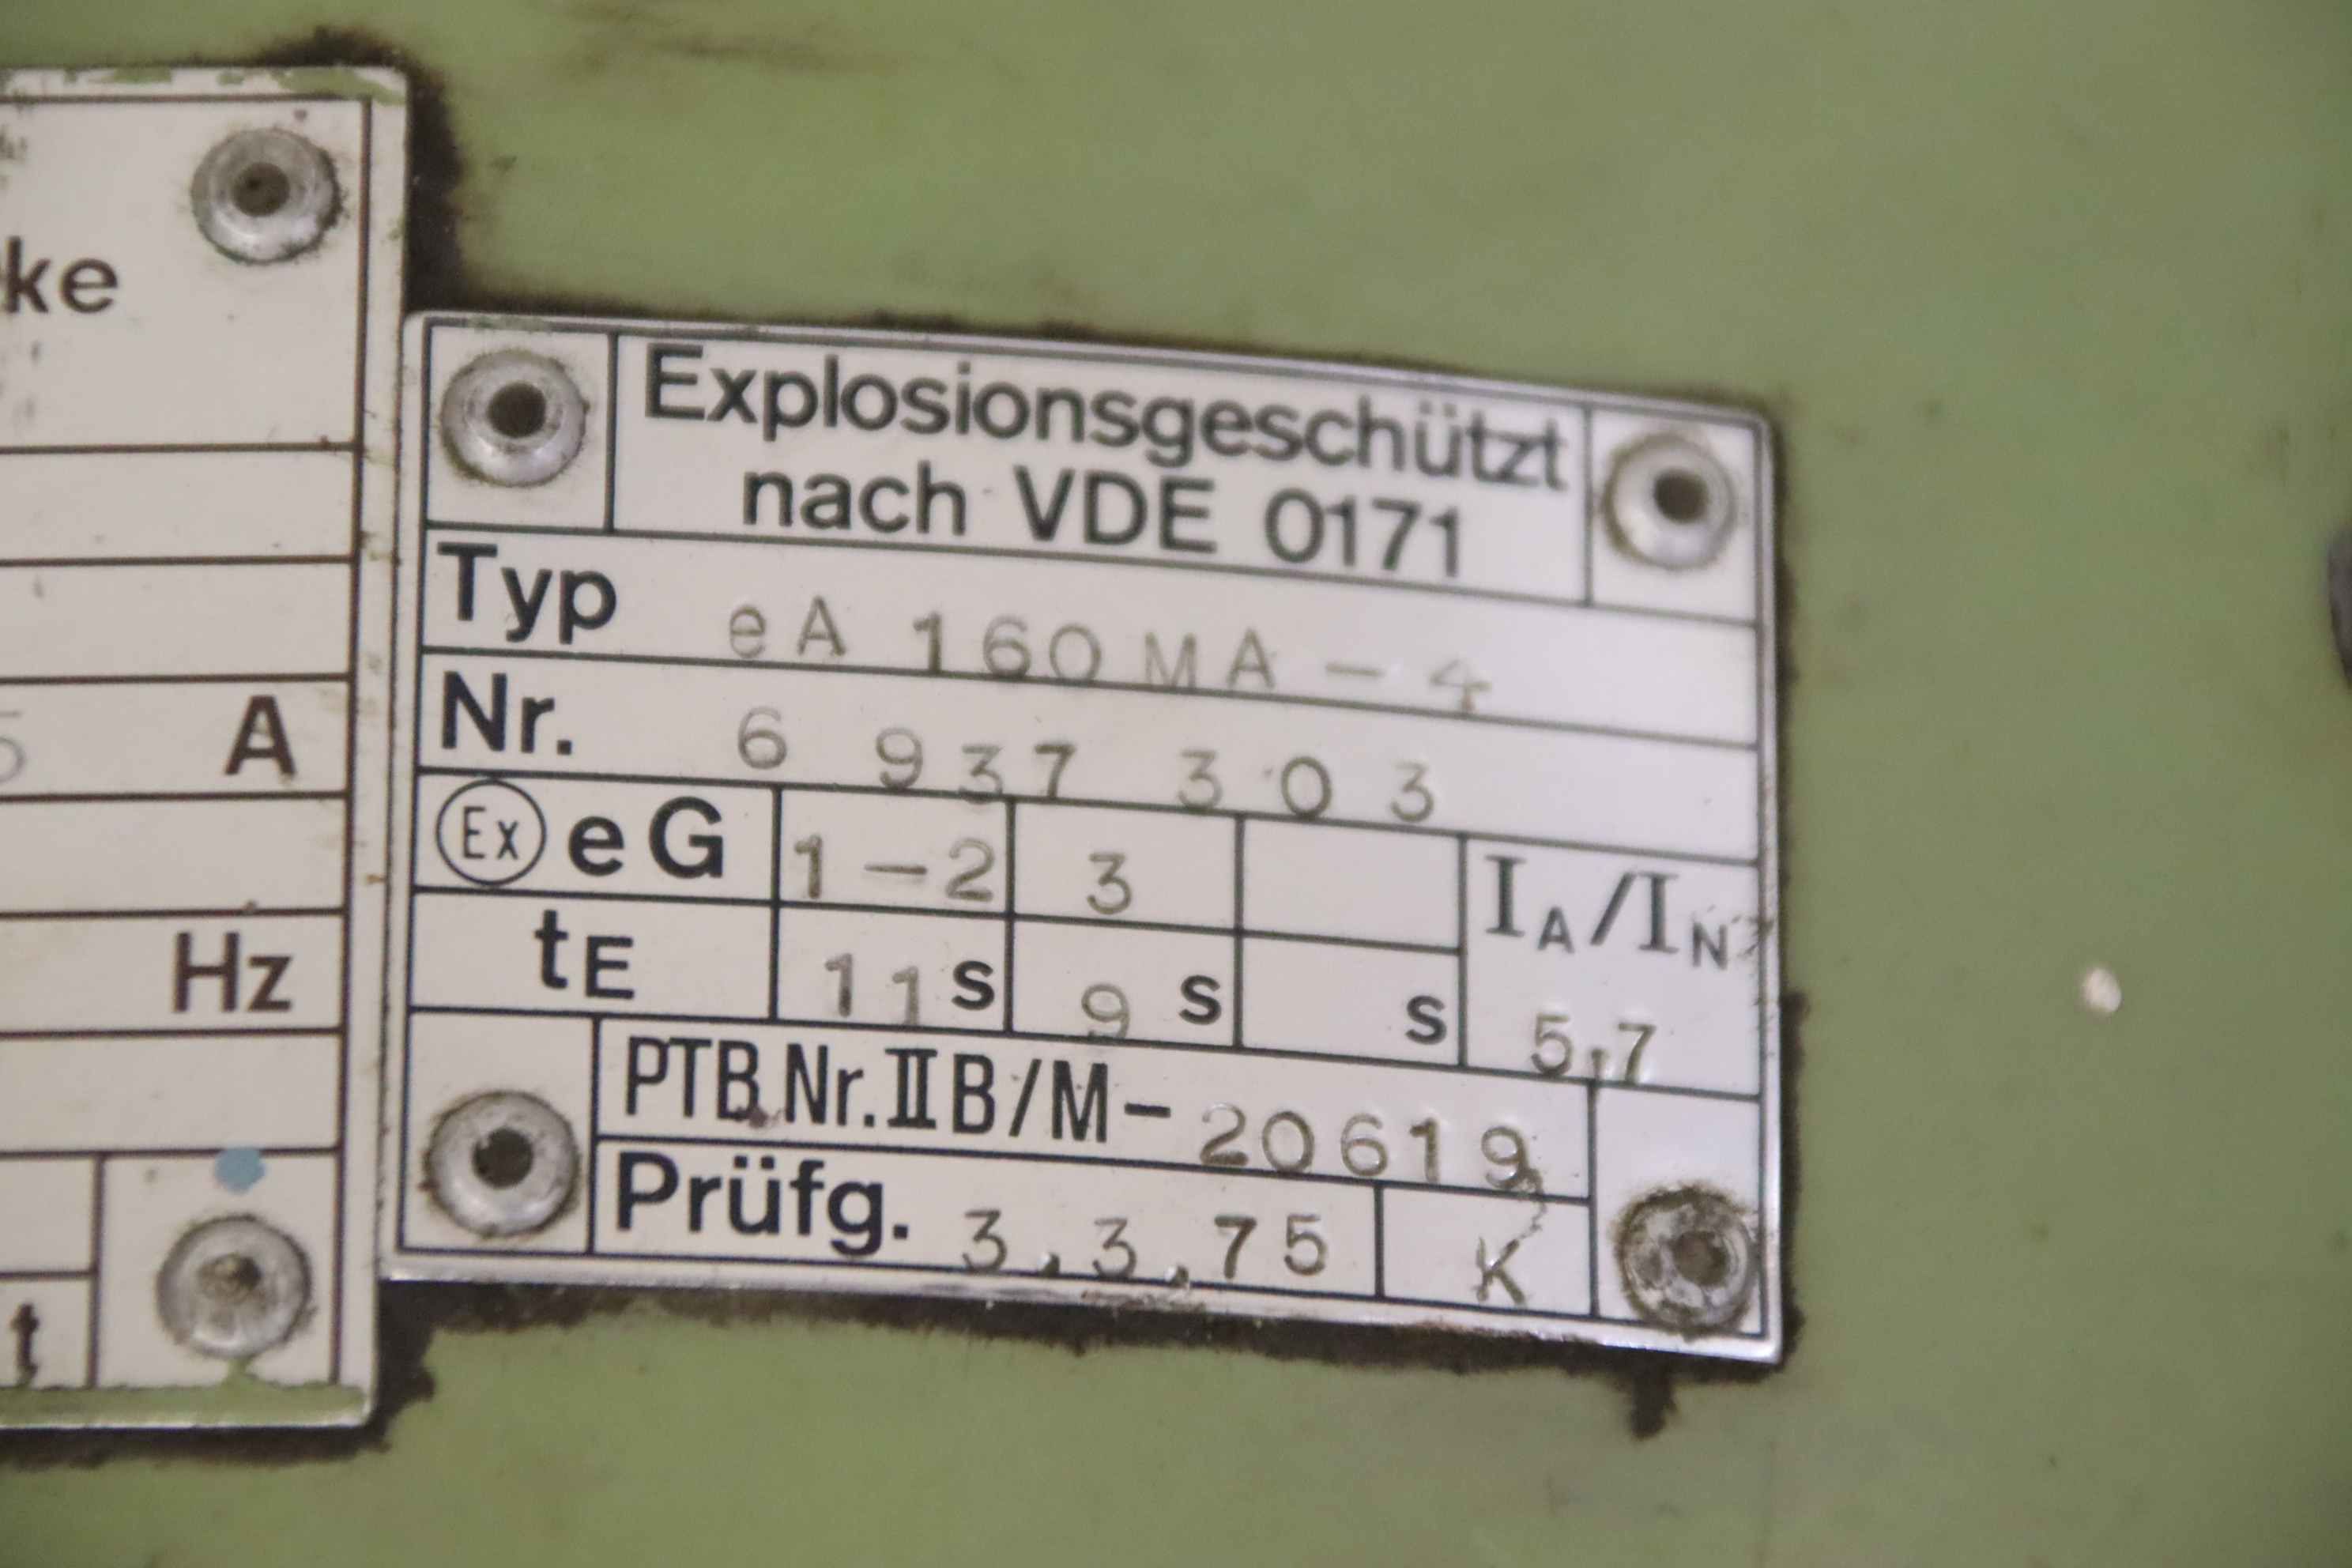 ke
5 A
Hz
t
Explosionsgeschützt
nach VDE 0171
Typ eA 160 MA - 4
Nr. 6 937 303
Ex e G 1-2 3 IA/IN
tE 11 s 9 s s 5,7
PTB Nr. II B/M- 20619
Prüfg. 3.3.75 K